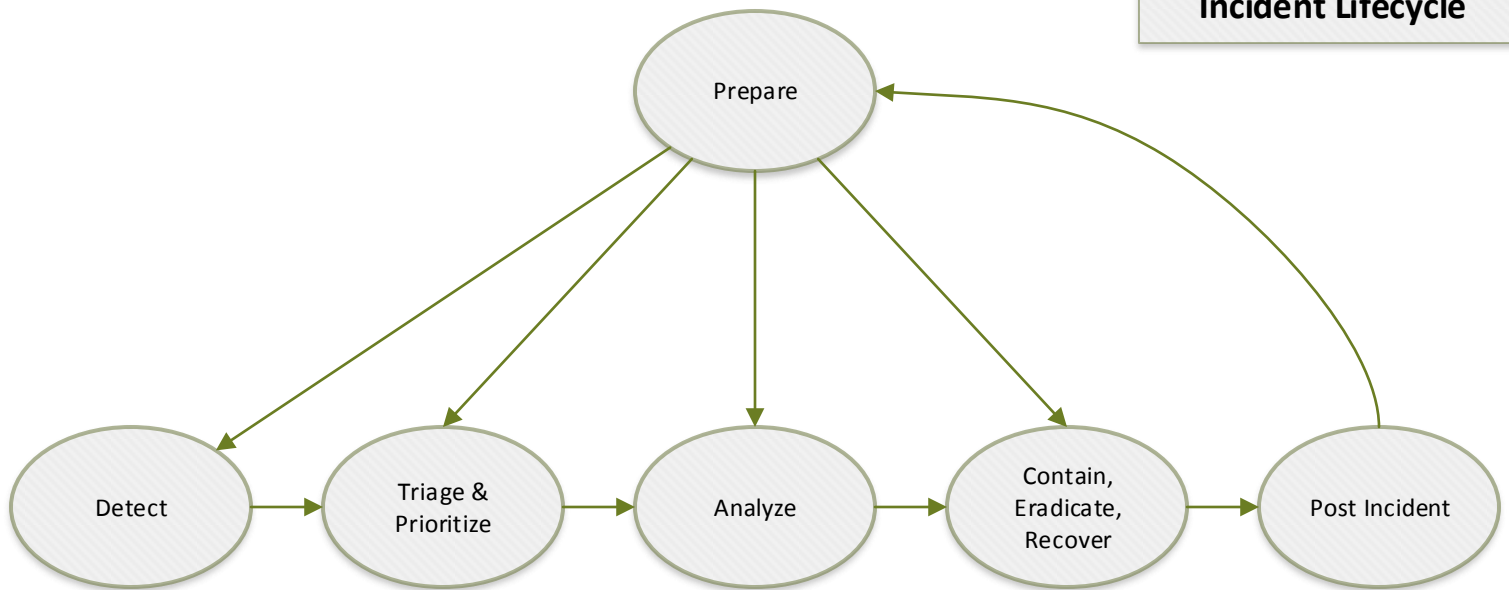 Incident Lifecycle
Prepare
Detect
Triage &
Prioritize
Analyze
Contain,
Eradicate,
Recover
Post Incident